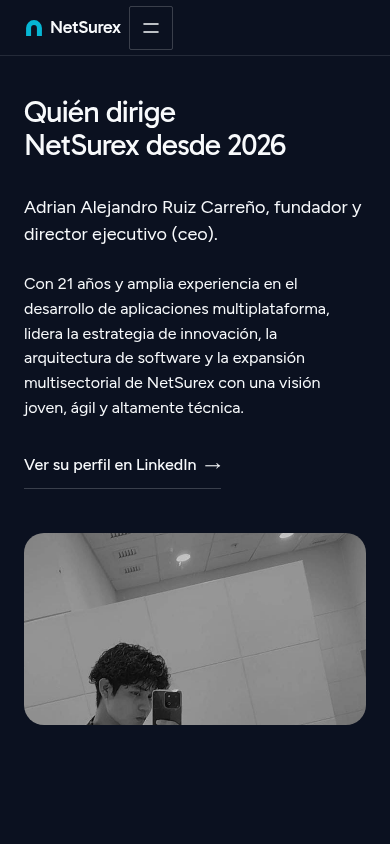 NetSurex
Quién dirige
NetSurex desde 2026
Adrian Alejandro Ruiz Carreño, fundador y
director ejecutivo (ceo).
Con 21 años y amplia experiencia en el
desarrollo de aplicaciones multiplataforma,
lidera la estrategia de innovación, la
arquitectura de software y la expansión
multisectorial de NetSurex con una visión
joven, ágil y altamente técnica.
Ver su perfil en LinkedIn →